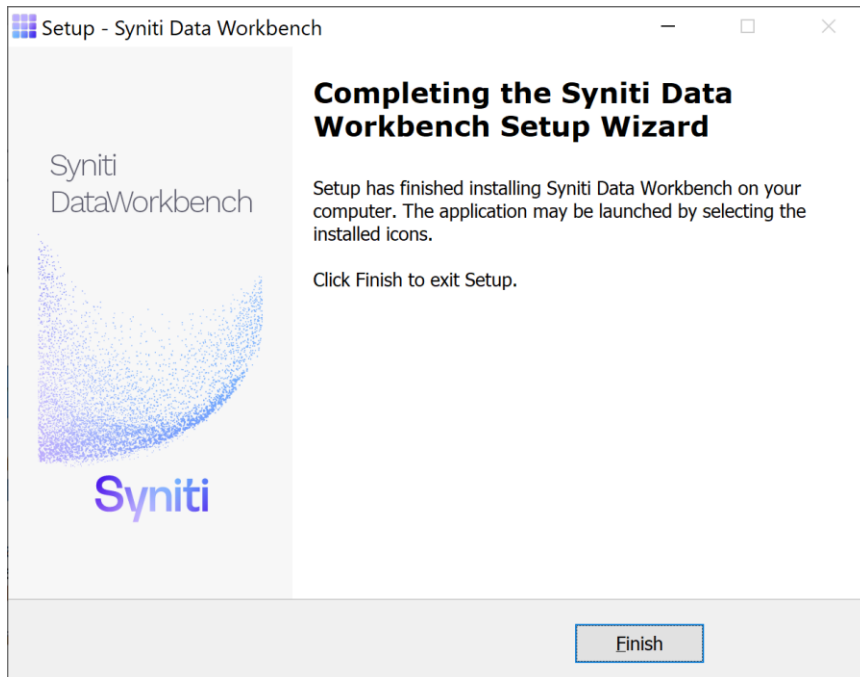 Setup - Syniti Data Workbench
Syniti
DataWorkbench
Syniti
Completing the Syniti Data
Workbench Setup Wizard
Setup has finished installing Syniti Data Workbench on your
computer. The application may be launched by selecting the
installed icons.
Click Finish to exit Setup.
Finish